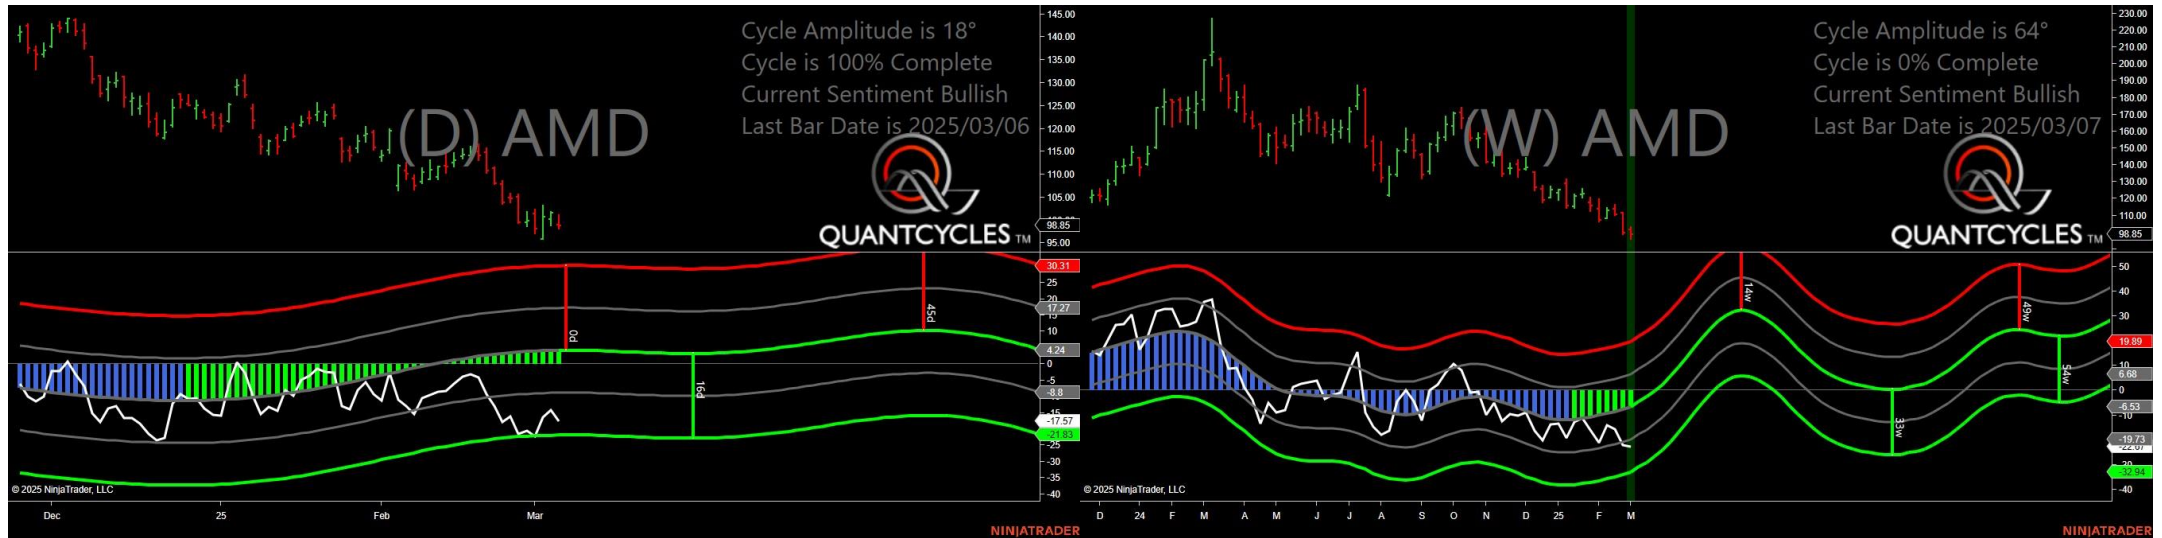 Cycle Amplitude is 18°
Cycle is 100% Complete
Current Sentiment Bullish
Last Bar Date is 2025/03/06
(D) AMD
QUANTCYCLES TM
145.00
140.00
135.00
130.00
125.00
120.00
115.00
110.00
105.00
98.85
95.00
30.31
25
20
17.27
15
10
4.24
0
-5
-8.8
-15
-17.57
-21.83
-25
-30
-35
-40
0d
16d
45d
© 2025 NinjaTrader, LLC
Dec 25 Feb Mar
NINJATRADER
Cycle Amplitude is 64°
Cycle is 0% Complete
Current Sentiment Bullish
Last Bar Date is 2025/03/07
(W) AMD
QUANTCYCLES TM
230.00
220.00
210.00
200.00
190.00
180.00
170.00
160.00
150.00
140.00
130.00
120.00
110.00
98.85
50
40
30
19.89
10
6.68
0
-6.53
-10
-19.73
-32.94
-40
14w
33w
49w
54w
© 2025 NinjaTrader, LLC
D 24 F M A M J J A S O N D 25 F M
NINJATRADER